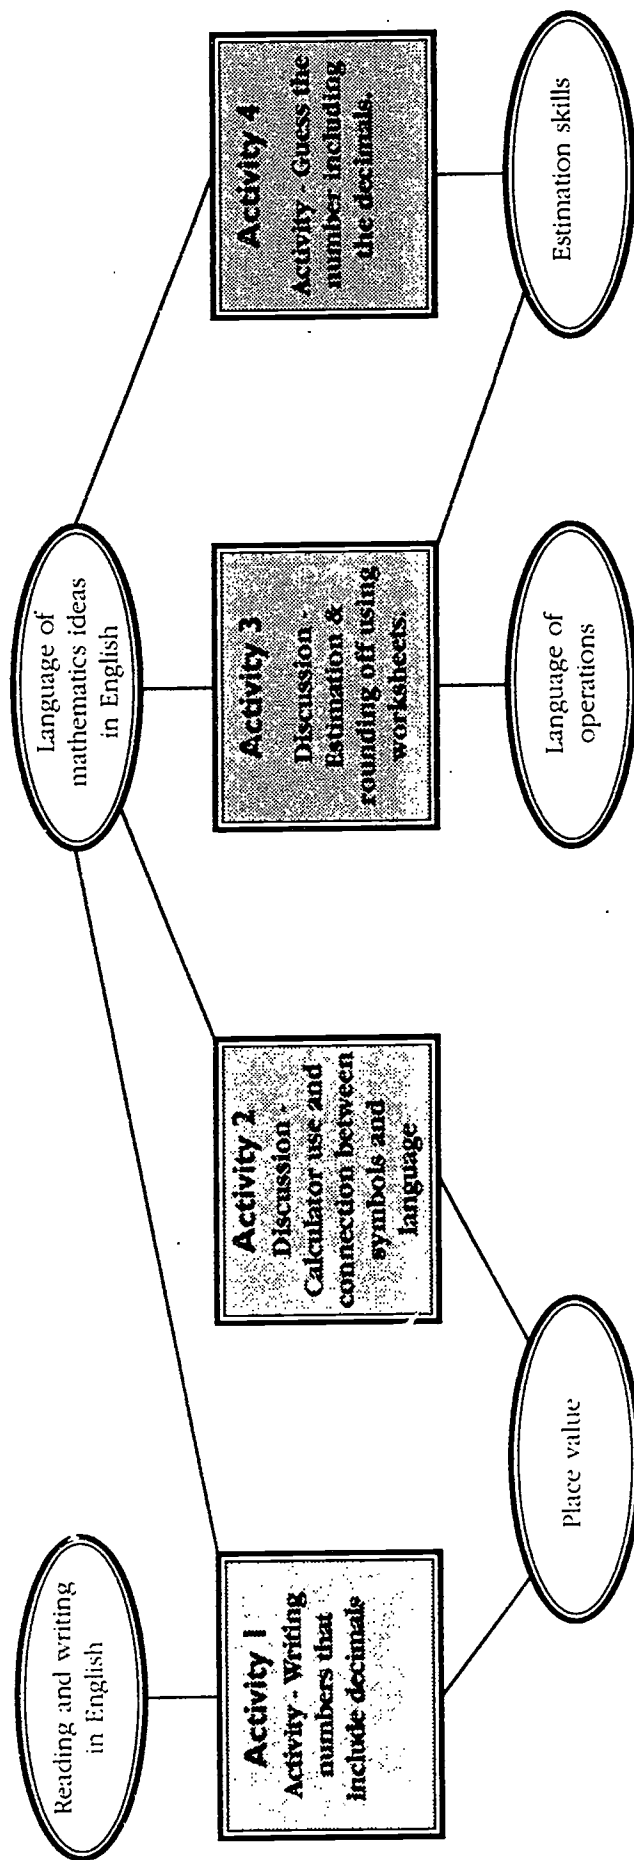 Reading and writing
in English
Language of
mathematics ideas
in English
Activity 1
Activity - Writing
numbers that
include decimals
Activity 2
Discussion -
Calculator use and
connection between
symbols and
language
Activity 3
Discussion -
Estimation &
rounding off using
worksheets.
Activity 4
Activity - Guess the
number including
the decimals.
Place value
Language of
operations
Estimation skills